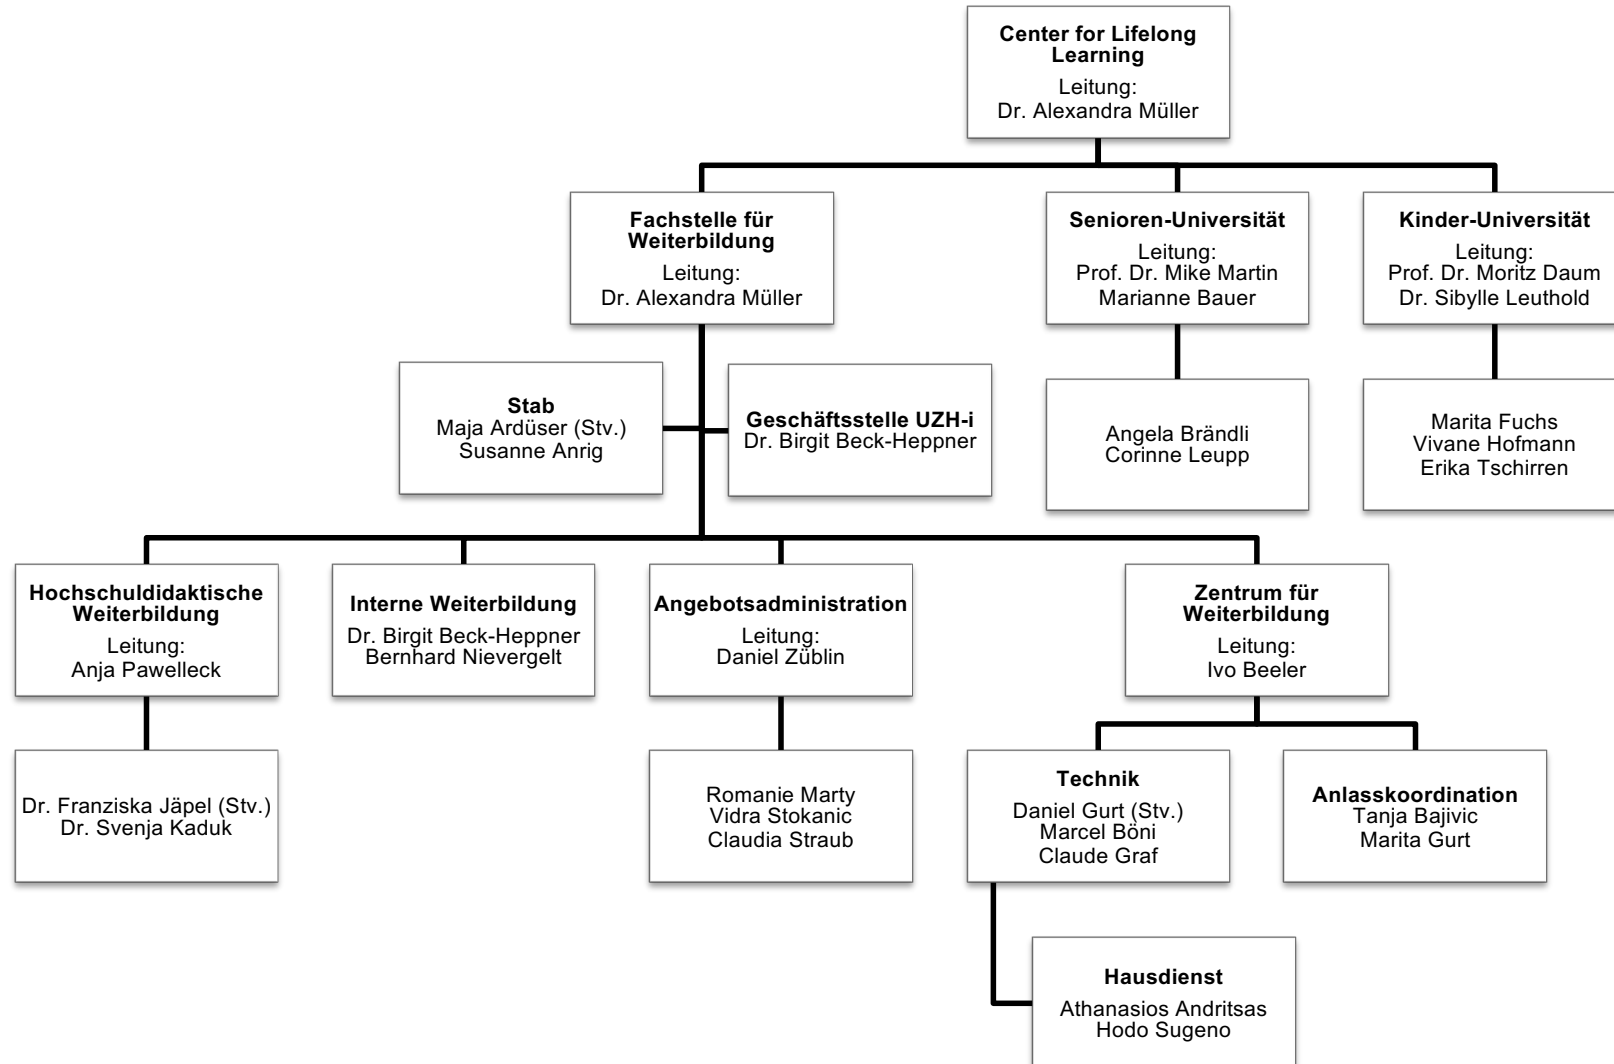 Center for Lifelong
Learning
Leitung:
Dr. Alexandra Müller
Fachstelle für
Weiterbildung
Leitung:
Dr. Alexandra Müller
Senioren-Universität
Leitung:
Prof. Dr. Mike Martin
Marianne Bauer
Kinder-Universität
Leitung:
Prof. Dr. Moritz Daum
Dr. Sibylle Leuthold
Stab
Maja Ardüser (Stv.)
Susanne Anrig
Geschäftsstelle UZH-i
Dr. Birgit Beck-Heppner
Angela Brändli
Corinne Leupp
Marita Fuchs
Vivane Hofmann
Erika Tschirren
Hochschuldidaktische
Weiterbildung
Leitung:
Anja Pawelleck
Interne Weiterbildung
Dr. Birgit Beck-Heppner
Bernhard Nievergelt
Angebotsadministration
Leitung:
Daniel Züblin
Zentrum für
Weiterbildung
Leitung:
Ivo Beeler
Dr. Franziska Jäpel (Stv.)
Dr. Svenja Kaduk
Romanie Marty
Vidra Stokanic
Claudia Straub
Technik
Daniel Gurt (Stv.)
Marcel Böni
Claude Graf
Anlasskoordination
Tanja Bajivic
Marita Gurt
Hausdienst
Athanasios Andritsas
Hodo Sugeno